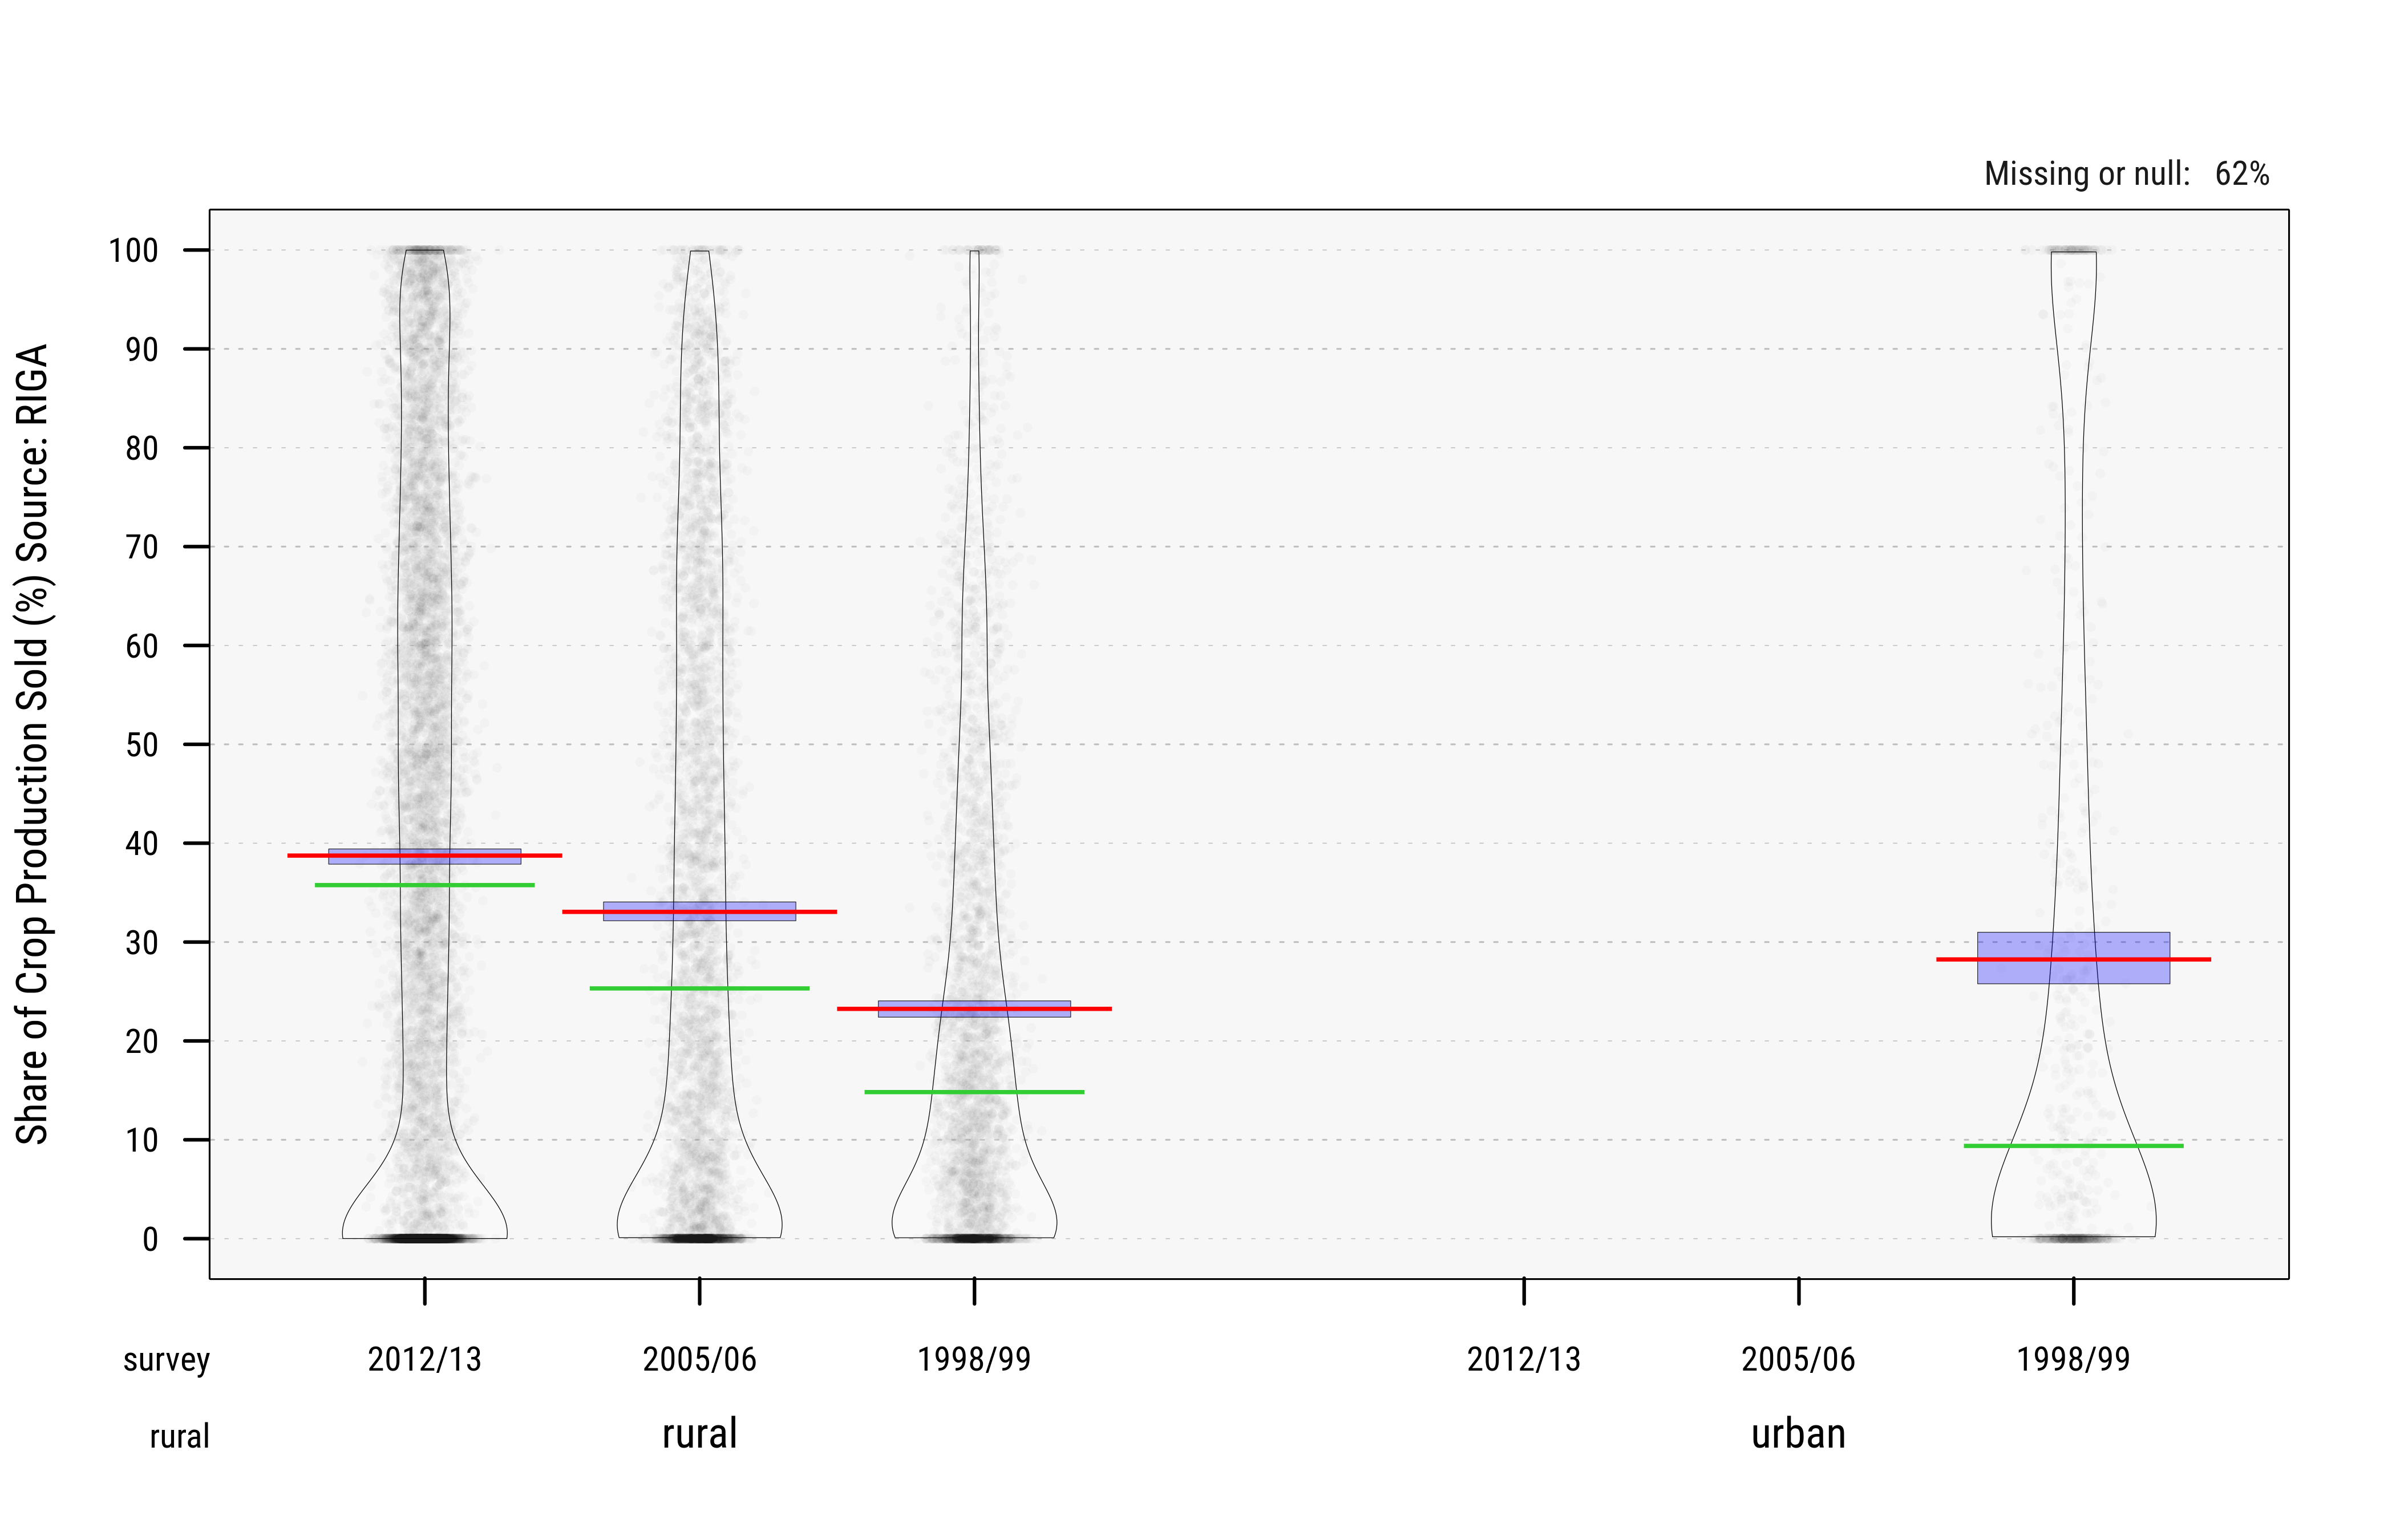 Missing or null: 62%
Share of Crop Production Sold (%) Source: RIGA
100
90
80
70
60
50
40
30
20
10
0
survey 2012/13 2005/06 1998/99 2012/13 2005/06 1998/99
rural rural urban